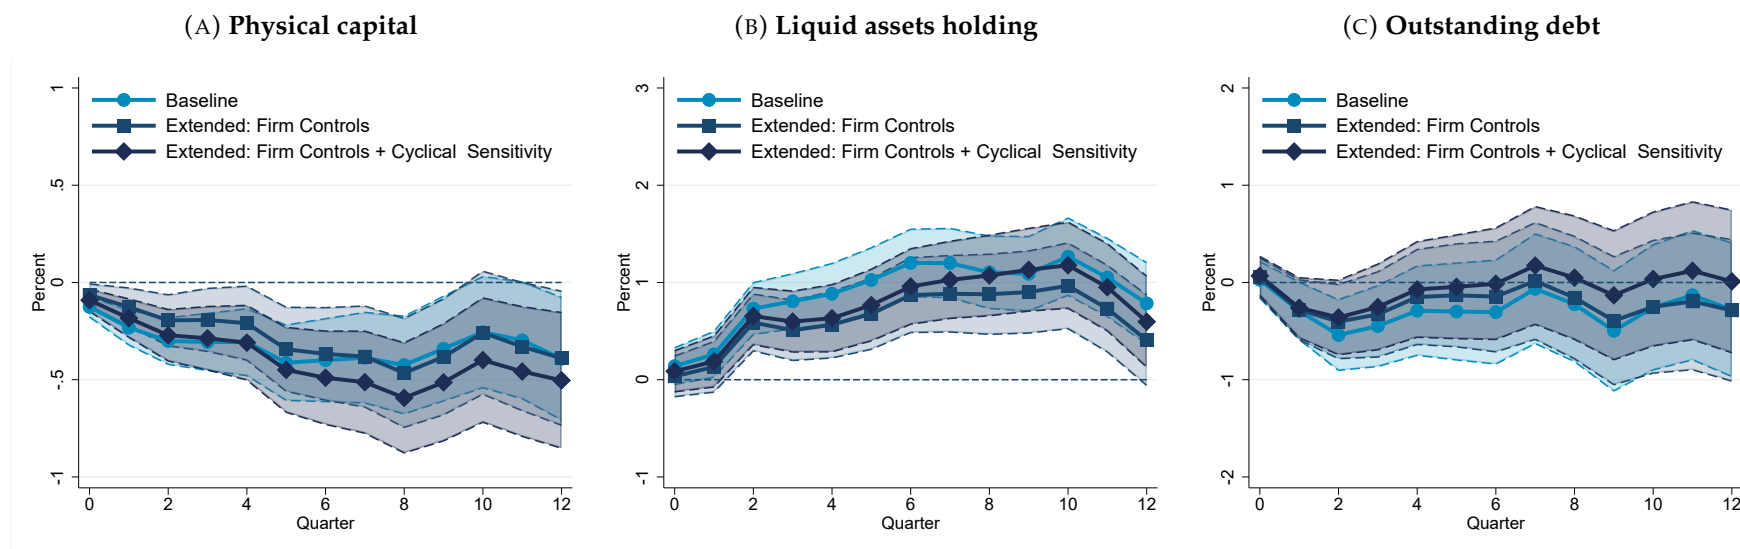 (A) Physical capital
Baseline
Extended: Firm Controls
Extended: Firm Controls + Cyclical Sensitivity
Percent
1
.5
0
-.5
-1
0 2 4 6 8 10 12
Quarter
(B) Liquid assets holding
Baseline
Extended: Firm Controls
Extended: Firm Controls + Cyclical Sensitivity
Percent
3
2
1
0
-1
0 2 4 6 8 10 12
Quarter
(C) Outstanding debt
Baseline
Extended: Firm Controls
Extended: Firm Controls + Cyclical Sensitivity
Percent
2
1
0
-1
-2
0 2 4 6 8 10 12
Quarter